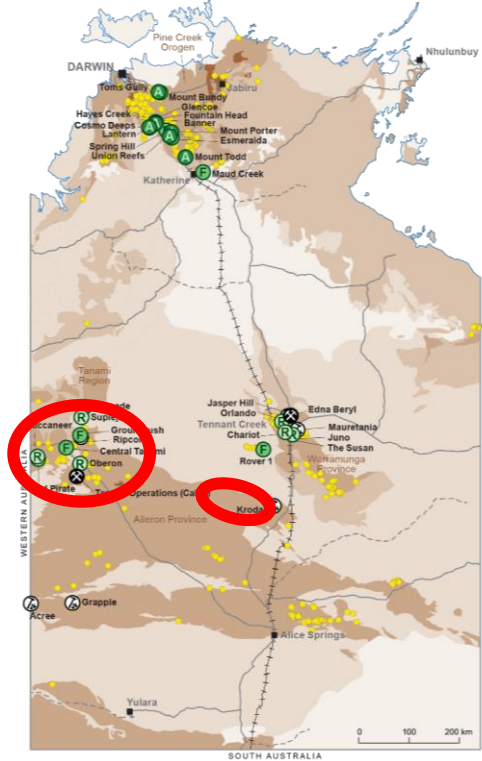 Pine Creek
Orogen
Nhulunbuy
DARWIN
Toms Gully
A
Jabiru
Mount Bundy
Glencoe
Hayes Creek
Fountain Head
Cosmo Deeps
Banner
A
Lantern
Mount Porter
A
Esmeralda
Spring Hill
Union Reefs
A
Mount Todd
Katherine
F
Maud Creek
Tanami
Region
R
F
R
F
Central
R
Oberon
Pirate
Operations
WESTERN AUSTRALIA
Jasper Hill
Orlando
Edna Beryl
Tennant Creek
Mauretania
R
R
Chariot
Juno
F
The Susan
Rover 1
Warramunga
Province
Aileron Province
Kroda
Acree
Grapple
Alice Springs
Yulara
0 100 200 km
SOUTH AUSTRALIA